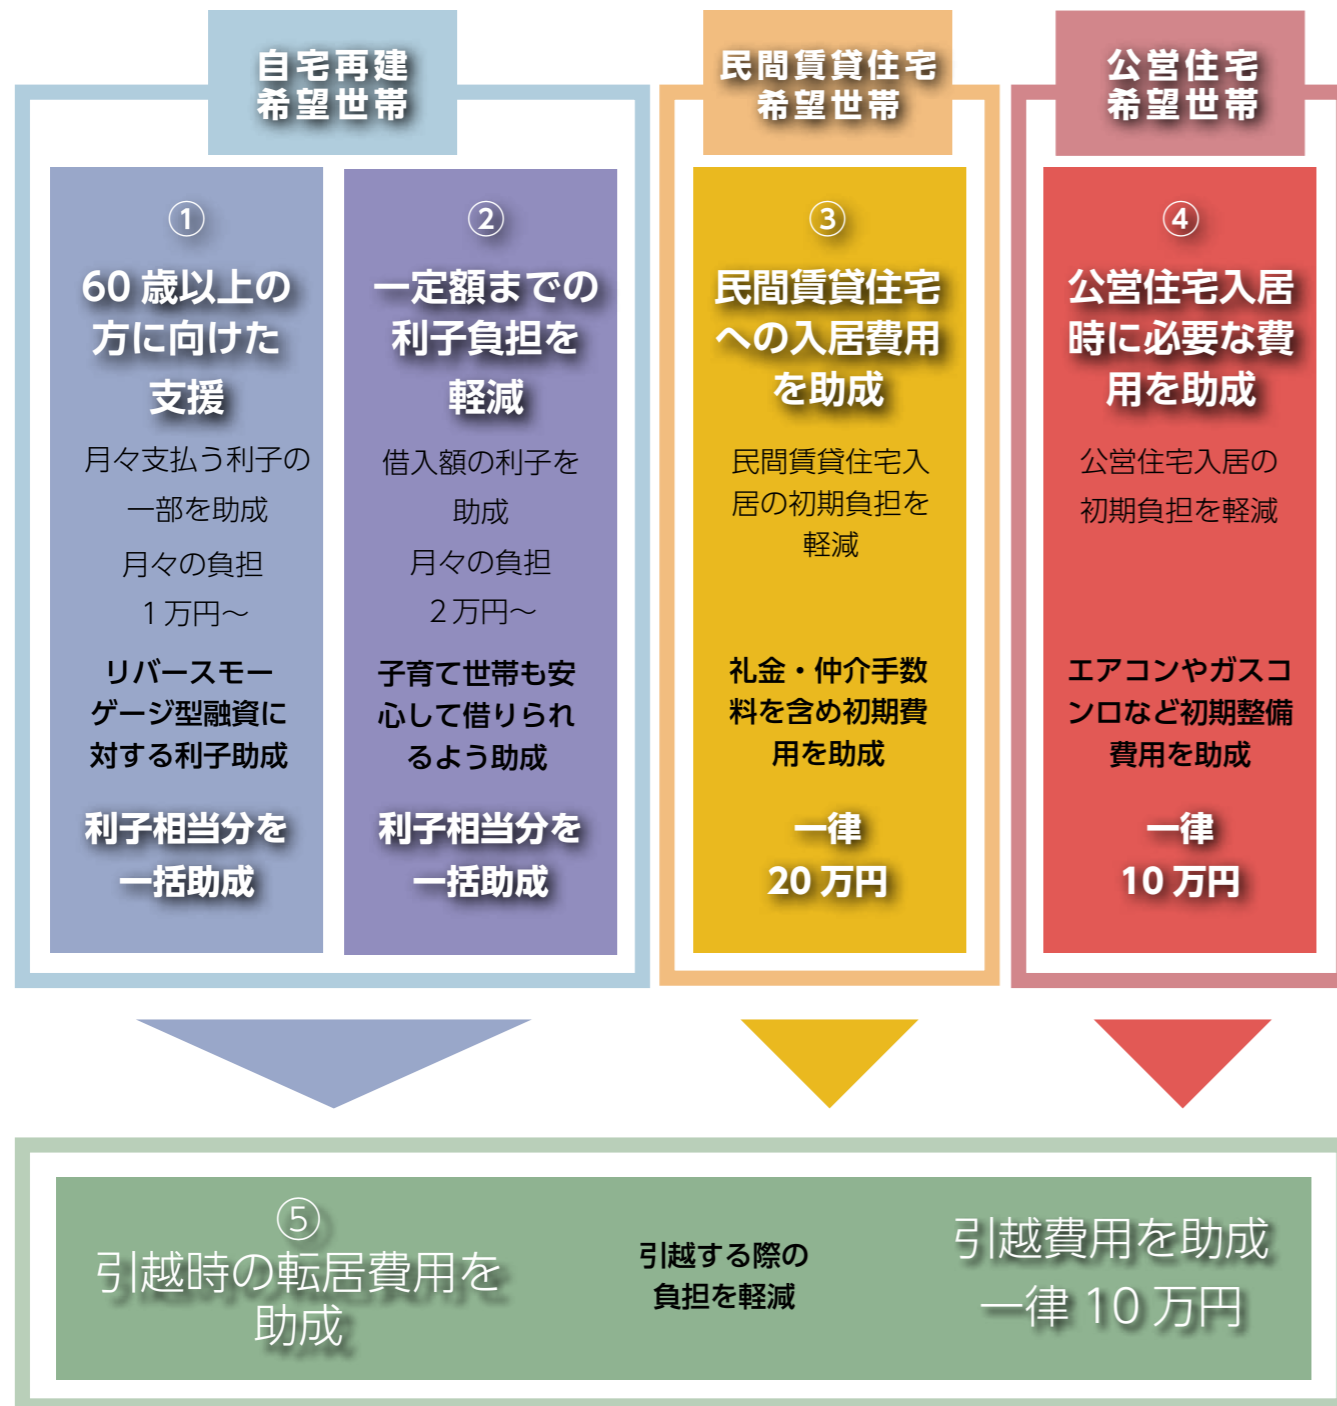 自宅再建
希望世帯
①
60 歳以上の
方に向けた
支援
月々支払う利子の
一部を助成
月々の負担
１万円～
リバースモー
ゲージ型融資に
対する利子助成
利子相当分を
一括助成
②
一定額までの
利子負担を
軽減
借入額の利子を
助成
月々の負担
２万円～
子育て世帯も安
心して借りられ
るよう助成
利子相当分を
一括助成
民間賃貸住宅
希望世帯
③
民間賃貸住宅
への入居費用
を助成
民間賃貸住宅入
居の初期負担を
軽減
礼金・仲介手数
料を含め初期費
用を助成
一律
20 万円
公営住宅
希望世帯
④
公営住宅入居
時に必要な費
用を助成
公営住宅入居の
初期負担を軽減
エアコンやガスコ
ンロなど初期整備
費用を助成
一律
10 万円
⑤
引越時の転居費用を
助成
引越する際の
負担を軽減
引越費用を助成
一律 10 万円